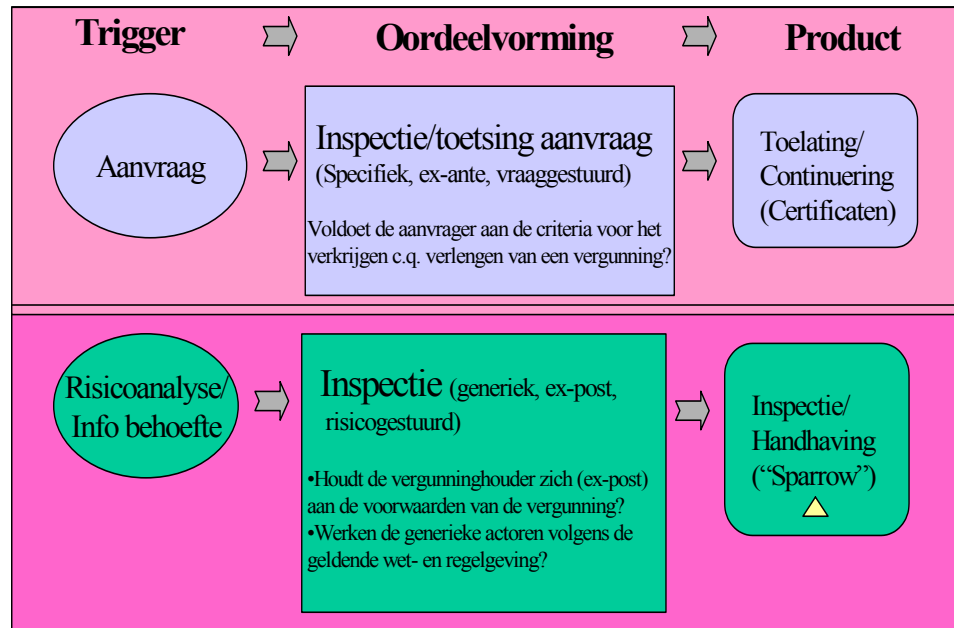 Trigger
Oordeelvorming
Product
Aanvraag
Inspectie/toetsing aanvraag
(Specifiek, ex-ante, vraaggestuurd)
Voldoet de aanvrager aan de criteria voor het
verkrijgen c.q. verlengen van een vergunning?
Toelating/
Continuering
(Certificaten)
Risicoanalyse/
Info behoefte
Inspectie (generiek, ex-post,
risicogestuurd)
•Houdt de vergunninghouder zich (ex-post)
aan de voorwaarden van de vergunning?
•Werken de generieke actoren volgens de
geldende wet- en regelgeving?
Inspectie/
Handhaving
(“Sparrow”)